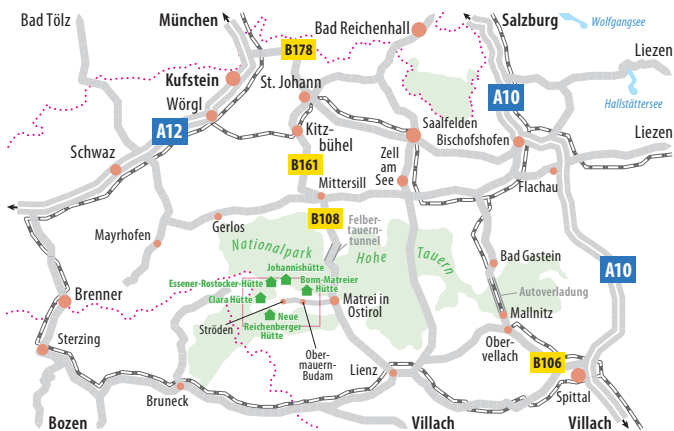 Bad Tölz
München
Bad Reichenhall
Salzburg
Wolfgangsee
B178
Liezen
Kufstein
St. Johann
A10
Hallstättersee
Wörgl
A12
Kitz-
bühel
Saalfelden
Bischofshofen
Liezen
Schwaz
B161
Zell
am
See
Mittersill
Flachau
Gerlos
B108
Felber-
tauern-
tunnel
Mayrhofen
Nationalpark
Hohe
Tauern
Johannishütte
Bad Gastein
A10
Essener-Rostocker-Hütte
Bonn-Matreier
Hütte
Brenner
Clara Hütte
Matrei in
Ostirol
Autoverladung
Mallnitz
Ströden
Neue
Reichenberger
Hütte
Sterzing
Ober-
mauern-
Budam
Ober-
vellach
Lienz
B106
Bruneck
Spittal
Bozen
Villach
Villach